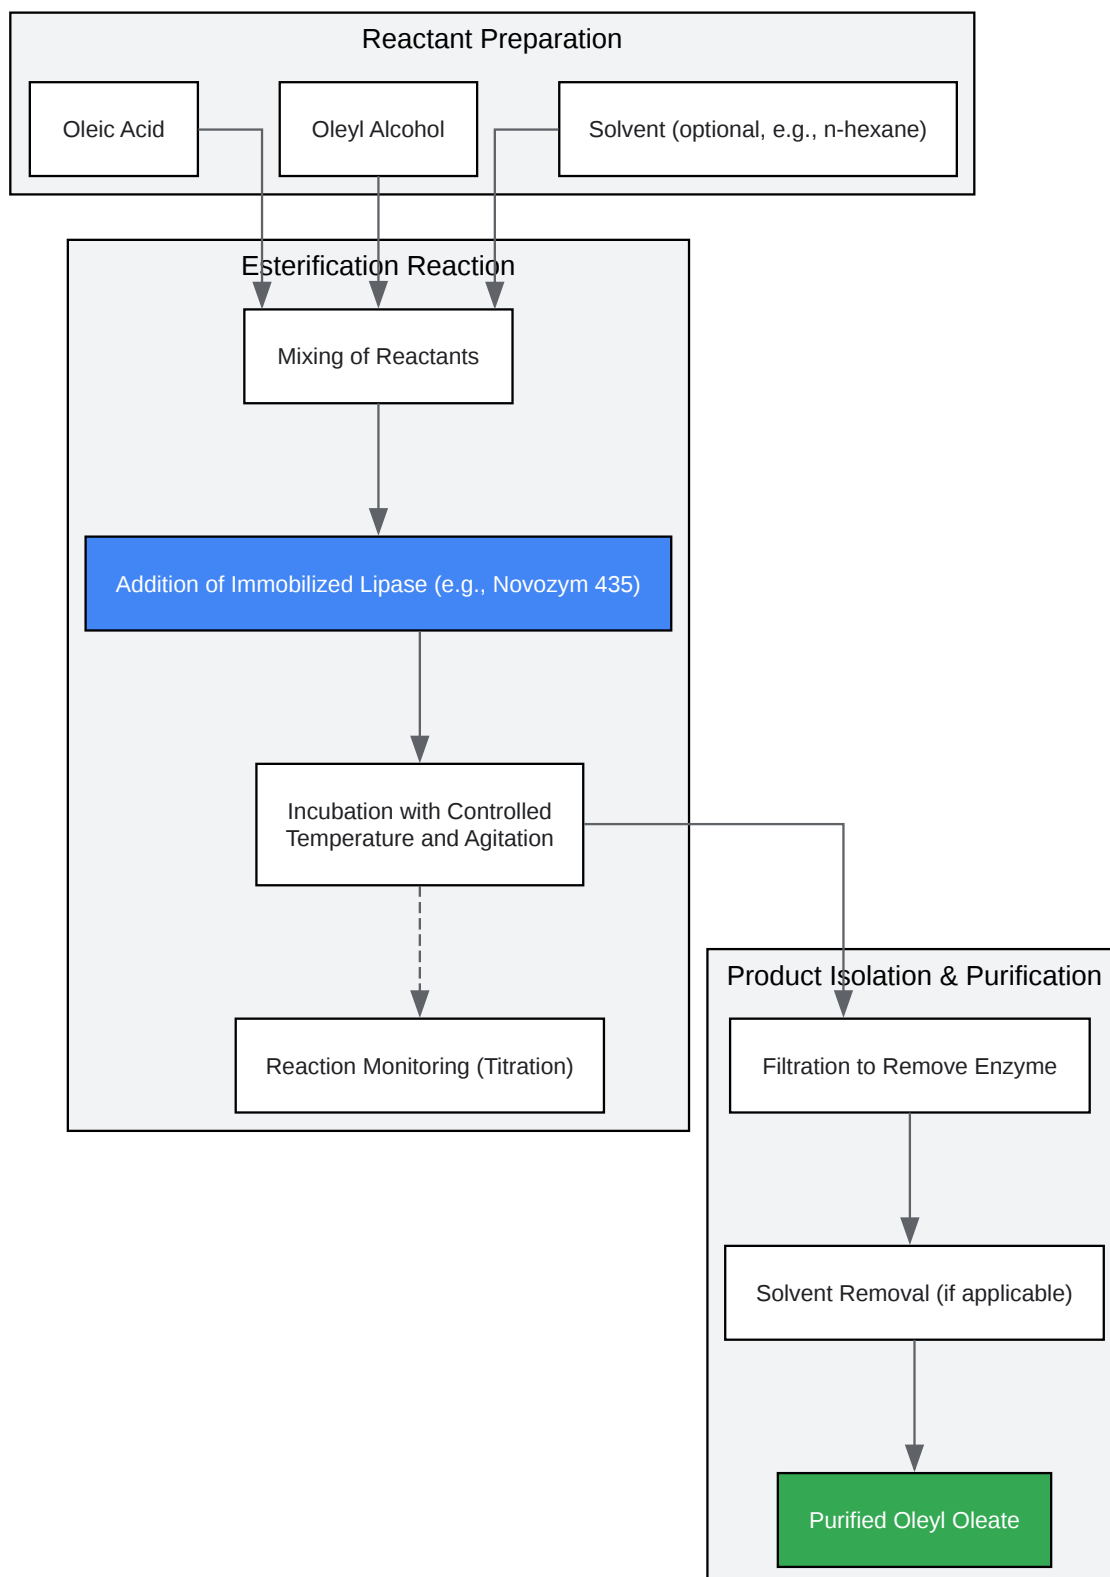 Reactant Preparation
Oleic Acid
Oleyl Alcohol
Solvent (optional, e.g., n-hexane)
Esterification Reaction
Mixing of Reactants
Addition of Immobilized Lipase (e.g., Novozym 435)
Incubation with Controlled
Temperature and Agitation
Reaction Monitoring (Titration)
Product Isolation & Purification
Filtration to Remove Enzyme
Solvent Removal (if applicable)
Purified Oleyl Oleate